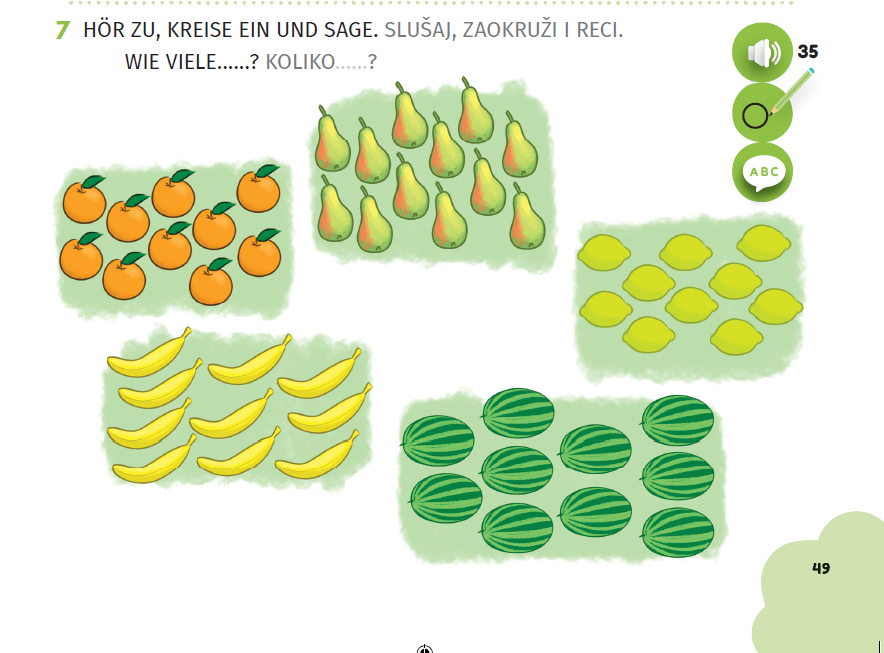 7 HÖR ZU, KREISE EIN UND SAGE. SLUŠAJ, ZAOKRUŽI I RECI.
WIE VIELE......? KOLIKO......?
35
ABC
49